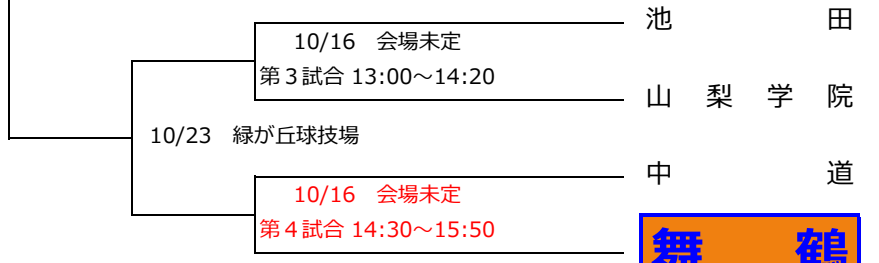 池田
10/16 会場未定
第３試合 13:00～14:20
山梨学院
10/23 緑が丘球技場
中道
10/16 会場未定
第４試合 14:30～15:50
舞鶴